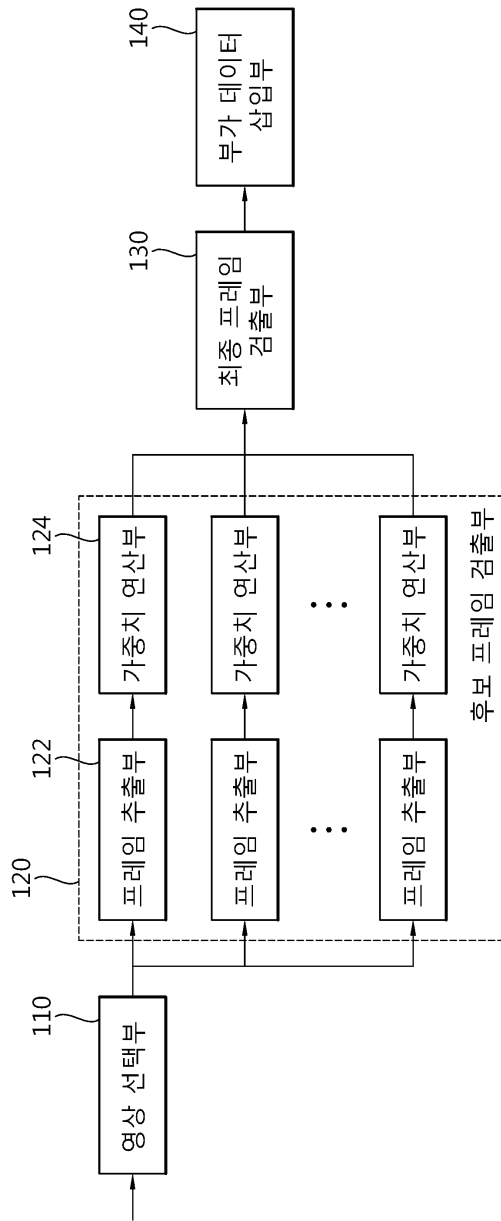 110
영상 선택부
120
122
프레임 추출부
124
가중치 연산부
프레임 추출부
가중치 연산부
프레임 추출부
가중치 연산부
후보 프레임 검출부
130
최종 프레임
검출부
140
부가 데이터
삽입부